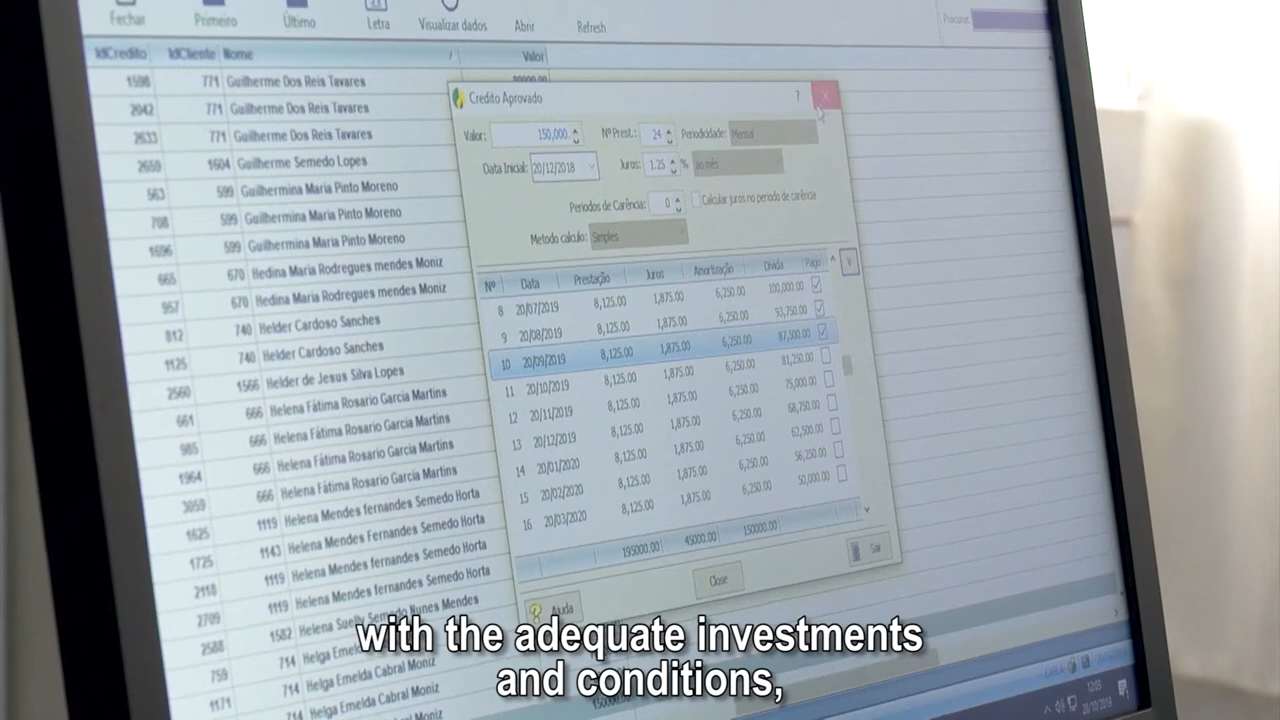 Fechar Primeiro Último Letra Visualizar dados Abrir Refresh
Procurar:
IdCredito IdCliente Nome Valor
1598 771 Guilherme Dos Reis Tavares
2042 771 Guilherme Dos Reis Tavares
2633 771 Guilherme Dos Reis Tavares
2659 1604 Guilherme Semedo Lopes
563 599 Guilhermina Maria Pinto Moreno
708 599 Guilhermina Maria Pinto Moreno
1696 599 Guilhermina Maria Pinto Moreno
665 670 Hedina Maria Rodregues mendes Moniz
957 670 Hedina Maria Rodregues mendes Moniz
812 740 Helder Cardoso Sanches
1125 740 Helder Cardoso Sanches
2560 1566 Helder de Jesus Silva Lopes
661 666 Helena Fátima Rosario Garcia Martins
985 666 Helena Fátima Rosario Garcia Martins
1964 666 Helena Fátima Rosario Garcia Martins
3059 666 Helena Fátima Rosario Garcia Martins
1625 1119 Helena Mendes fernandes Semedo Horta
1725 1143 Helena Mendes Fernandes Semedo Horta
2118 1119 Helena Mendes fernandes Semedo Horta
2709 1119 Helena Mendes fernandes Semedo Horta
2588 1582 Helena Suelly Semedo Nunes Mendes
759 714 Helga
1171 714 Helga Emelda Cabral Moniz
714 Helga Emelda Cabral Moniz
Credito Aprovado ?
Valor: 150,000. Nº Prest.: 24 Periodicidade: Mensal
Data Inicial: 20/12/2018 Juros: 1.25 % ao mês
Periodos de Carência: 0 Calcular juros no periodo de carência
Metodo calculo: Simples
Nº Data Prestação Juros Amortização Divida Pago
8 20/07/2019 8,125.00 1,875.00 6,250.00 100,000.00
9 20/08/2019 8,125.00 1,875.00 6,250.00 93,750.00
10 20/09/2019 8,125.00 1,875.00 6,250.00 87,500.00
11 20/10/2019 8,125.00 1,875.00 6,250.00 81,250.00
12 20/11/2019 8,125.00 1,875.00 6,250.00 75,000.00
13 20/12/2019 8,125.00 1,875.00 6,250.00 68,750.00
14 20/01/2020 8,125.00 1,875.00 6,250.00 62,500.00
15 20/02/2020 8,125.00 1,875.00 6,250.00 56,250.00
16 20/03/2020 8,125.00 1,875.00 6,250.00 50,000.00
195000.00 45000.00 150000.00
Close Sair
Ajuda
with the adequate investments
and conditions,
12:03
28/10/2019